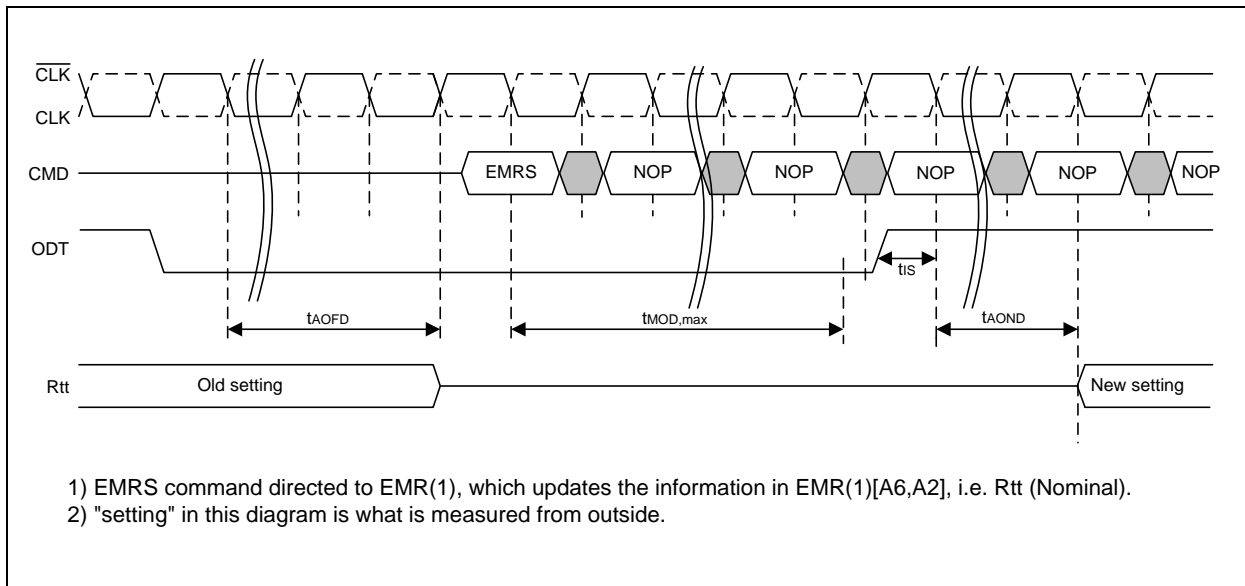 CLK
CLK
CMD EMRS NOP NOP NOP NOP NOP
ODT
tIS
tAOFD tMOD,max tAOND
Rtt Old setting New setting
1) EMRS command directed to EMR(1), which updates the information in EMR(1)[A6,A2], i.e. Rtt (Nominal).
2) "setting" in this diagram is what is measured from outside.